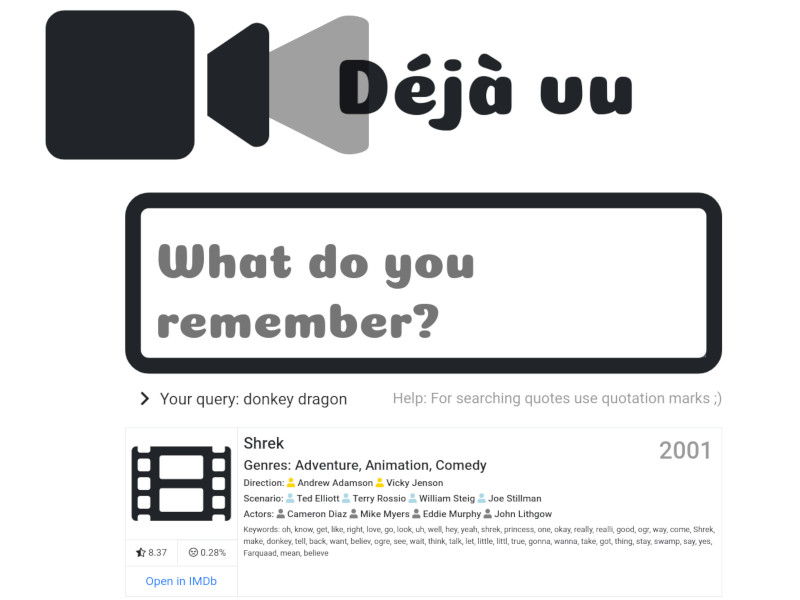 Déjà vu
What do you
remember?
Your query: donkey dragon
Help: For searching quotes use quotation marks ;)
Shrek
2001
Genres: Adventure, Animation, Comedy
Direction: Andrew Adamson Vicky Jenson
Scenario: Ted Elliott Terry Rossio William Steig Joe Stillman
Actors: Cameron Diaz Mike Myers Eddie Murphy John Lithgow
Keywords: oh, know, get, like, right, love, go, look, uh, well, hey, yeah, shrek, princess, one, okay, really, realli, good, ogr, way, come, Shrek,
make, donkey, tell, back, want, believ, ogre, see, wait, think, talk, let, little, littl, true, gonna, wanna, take, got, thing, stay, swamp, say, yes,
Farquaad, mean, believe
8.37
0.28%
Open in IMDb